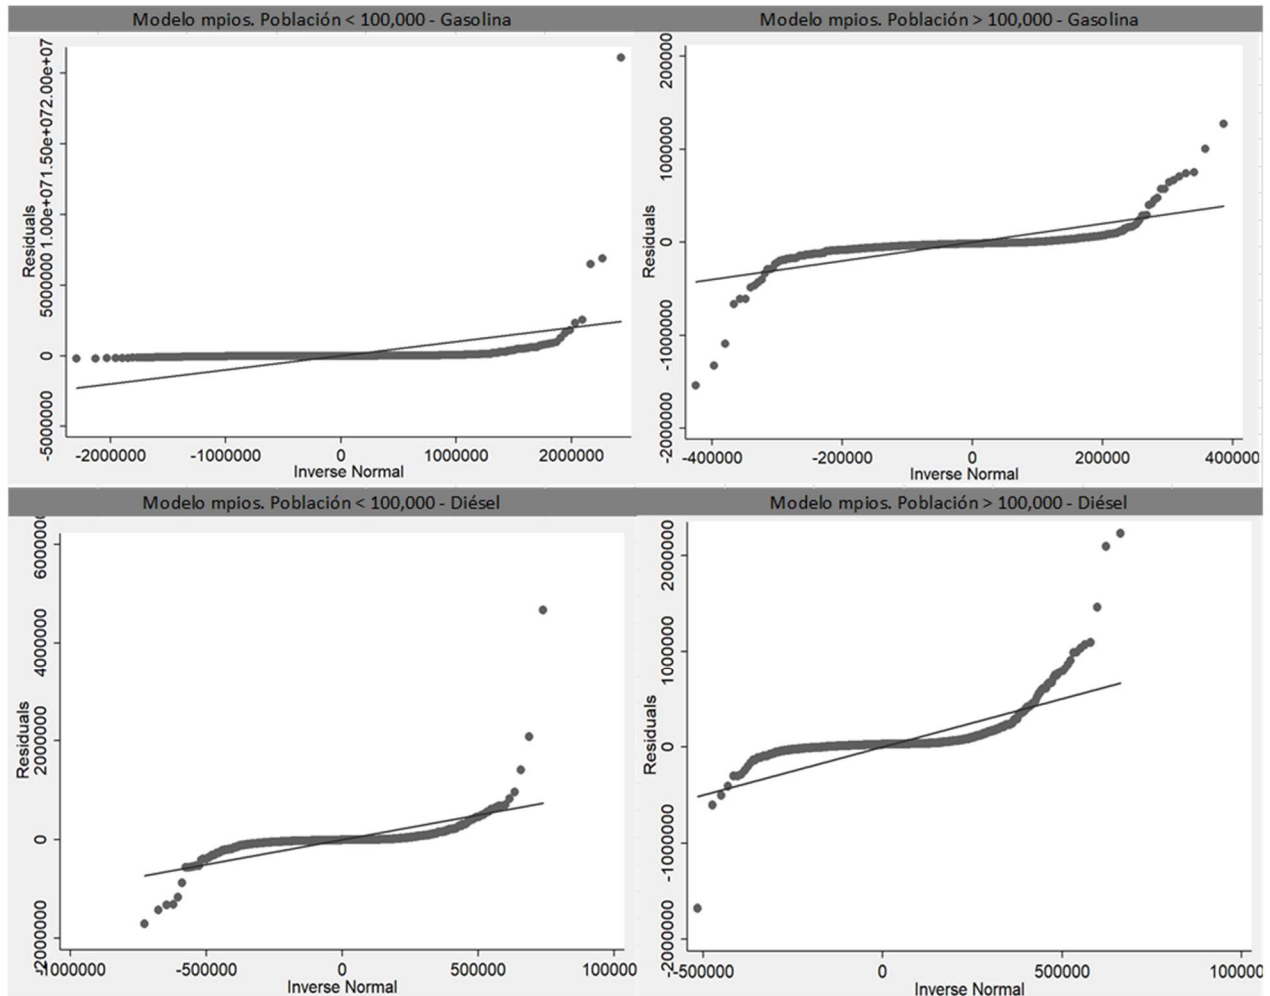 Modelo mpios. Población < 100,000 - Gasolina
Residuals
-5000000 0 5000000 1.00e+07 1.50e+07 2.00e+07
-2000000 -1000000 0 1000000 2000000
Inverse Normal
Modelo mpios. Población > 100,000 - Gasolina
Residuals
-2000000 -1000000 0 1000000 2000000
-400000 -200000 0 200000 400000
Inverse Normal
Modelo mpios. Población < 100,000 - Diésel
Residuals
-2000000 0 2000000 4000000 6000000
-1000000 -500000 0 500000 100000
Inverse Normal
Modelo mpios. Población > 100,000 - Diésel
Residuals
-2000000 -1000000 0 1000000 2000000
-500000 0 500000 100000
Inverse Normal